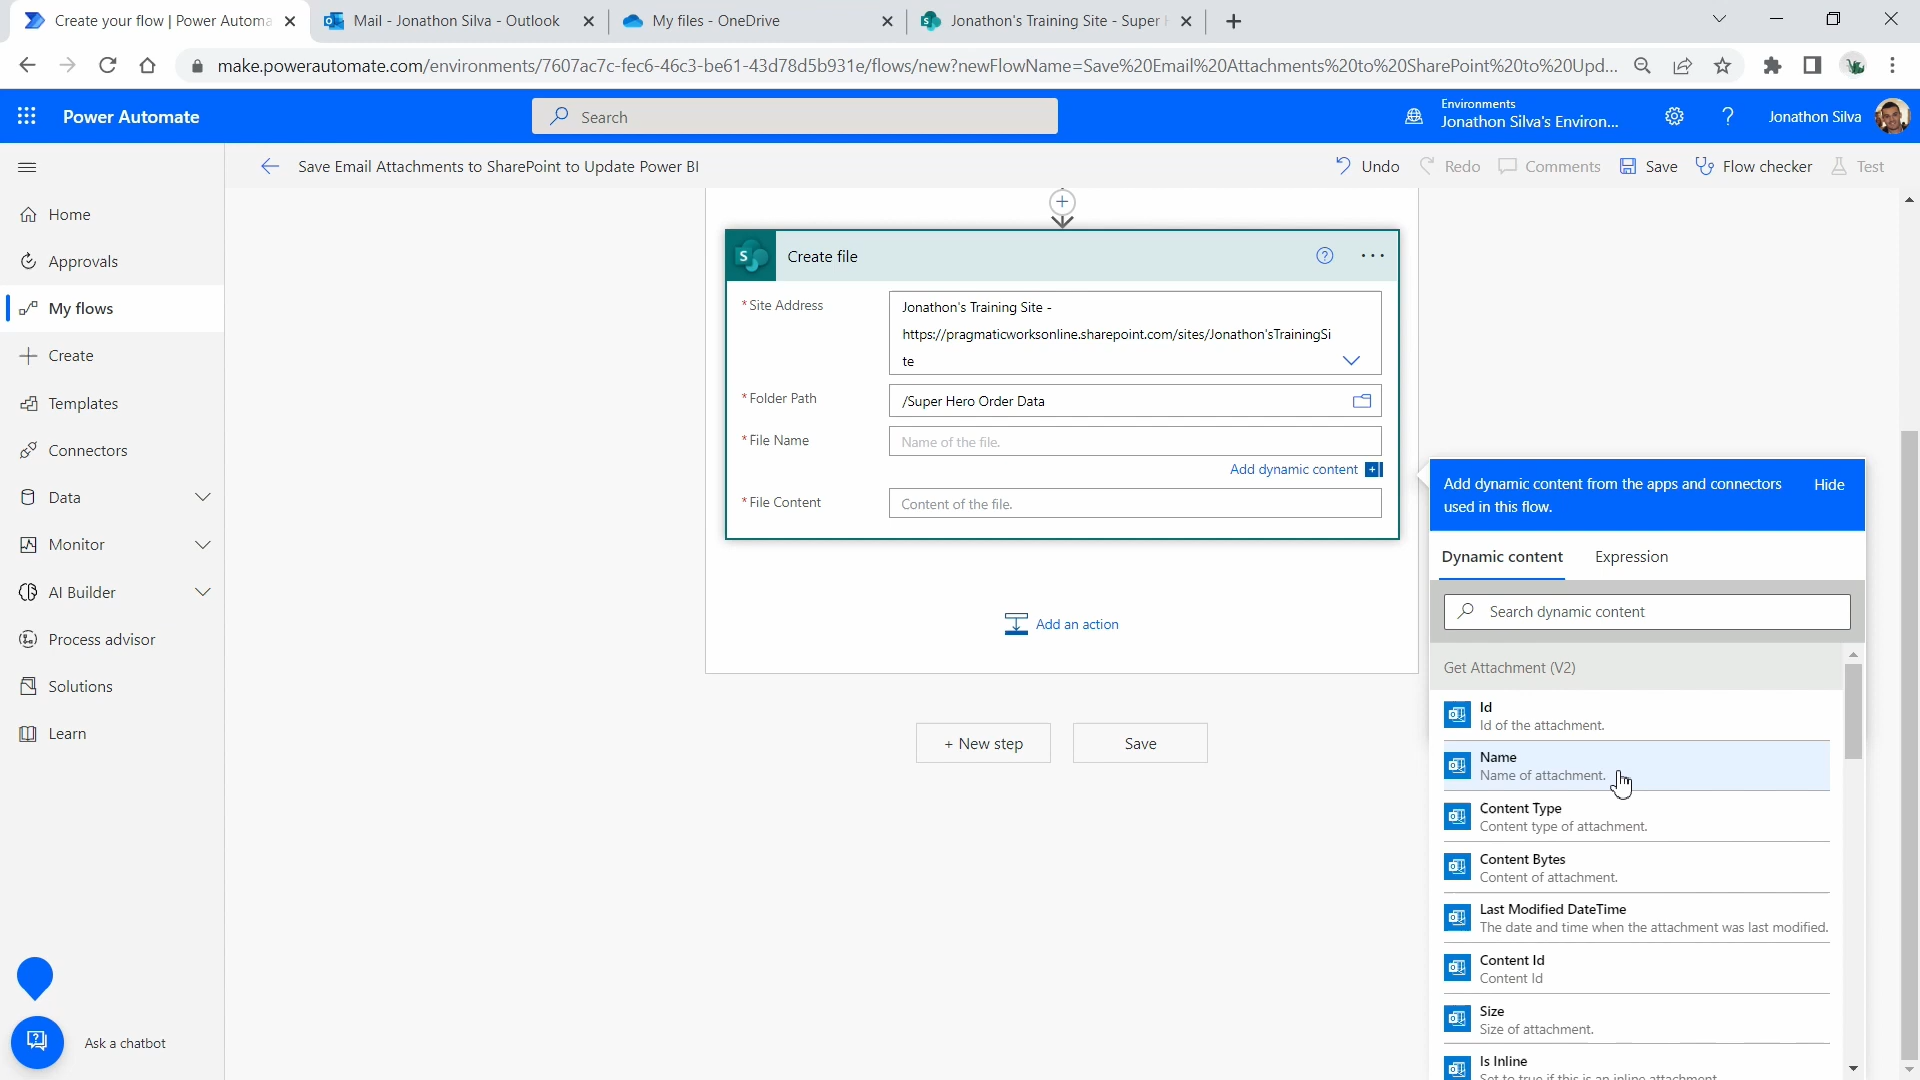 Create your flow | Power Automa
Mail - Jonathon Silva - Outlook
My files - OneDrive
Jonathon's Training Site - Super
make.powerautomate.com/environments/7607ac7c-fec6-46c3-be61-43d78d5b931e/flows/new?newFlowName=Save%20Email%20Attachments%20to%20SharePoint%20to%20Upd...
Power Automate
Search
Environments
Jonathon Silva's Environ...
Jonathon Silva
Save Email Attachments to SharePoint to Update Power BI
Undo
Redo
Comments
Save
Flow checker
Test
Home
Approvals
My flows
Create
Templates
Connectors
Data
Monitor
AI Builder
Process advisor
Solutions
Learn
Ask a chatbot
Create file
* Site Address
Jonathon's Training Site -
https://pragmaticworksonline.sharepoint.com/sites/Jonathon'sTrainingSi
te
* Folder Path
/Super Hero Order Data
* File Name
Name of the file.
Add dynamic content
* File Content
Content of the file.
Add an action
+ New step
Save
Add dynamic content from the apps and connectors
used in this flow.
Hide
Dynamic content
Expression
Search dynamic content
Get Attachment (V2)
Id
Id of the attachment.
Name
Name of attachment.
Content Type
Content type of attachment.
Content Bytes
Content of attachment.
Last Modified DateTime
The date and time when the attachment was last modified.
Content Id
Content Id
Size
Size of attachment.
Is Inline
Set to true if this is an inline attachment.